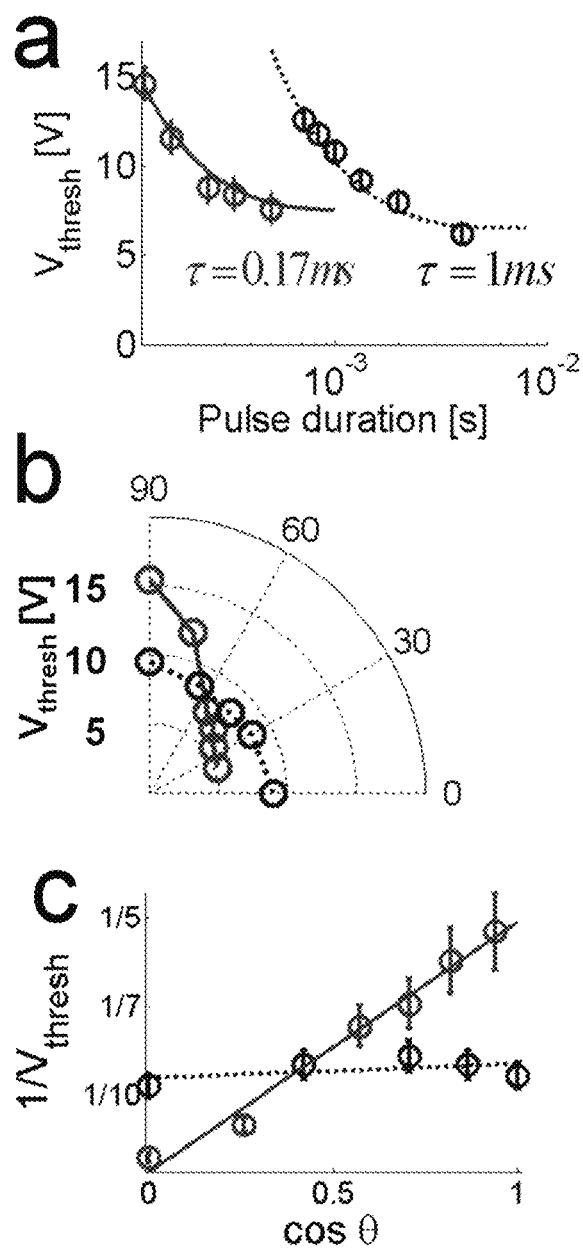 a
15
10
5
0
V_thresh [V]
τ=0.17ms
τ=1ms
10^-3
10^-2
Pulse duration [s]
b
90
60
30
0
15
10
5
V_thresh [V]
c
1/5
1/7
1/10
1/V_thresh
0
0.5
1
cos θ